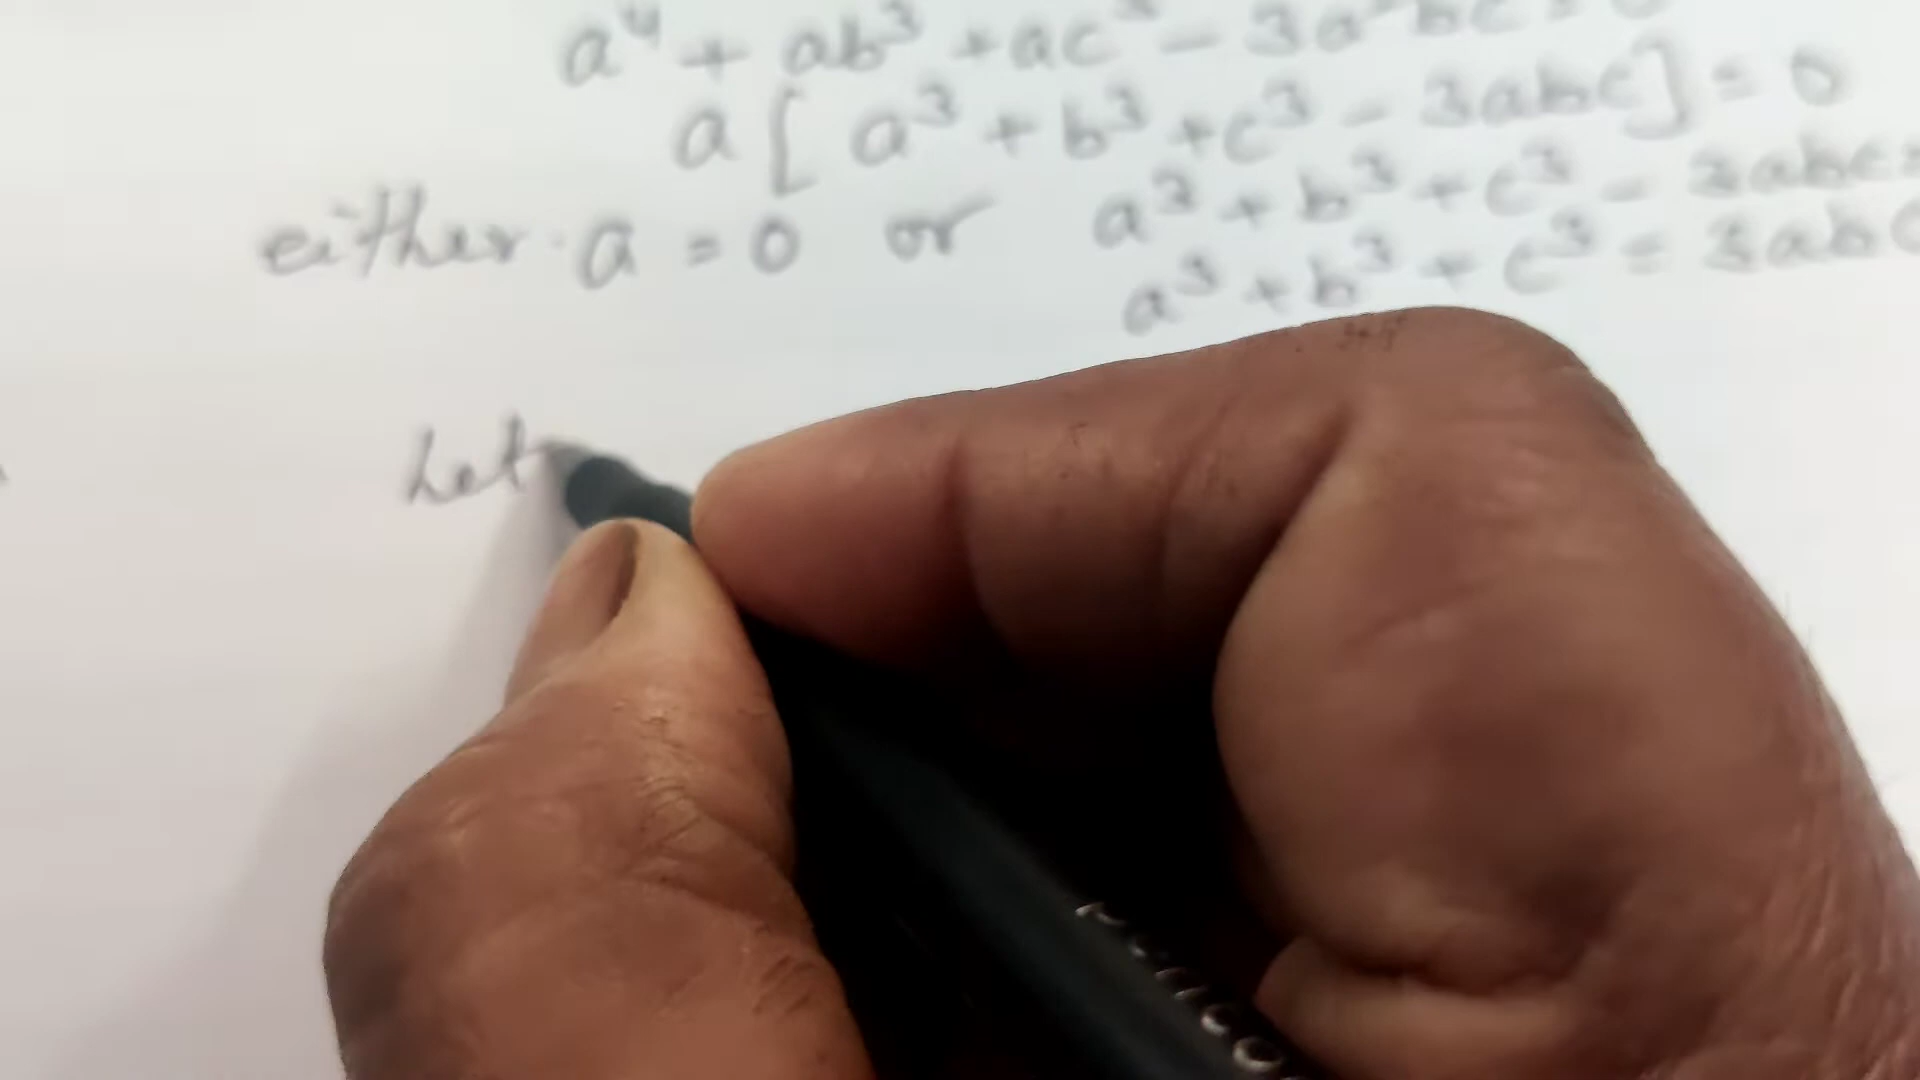 a⁴ + ab³ + ac³ - 3a²bc = 0
a [ a³ + b³ + c³ - 3abc ] = 0
either a = 0 or a³ + b³ + c³ - 3abc =
a³ + b³ + c³ = 3abc
Let